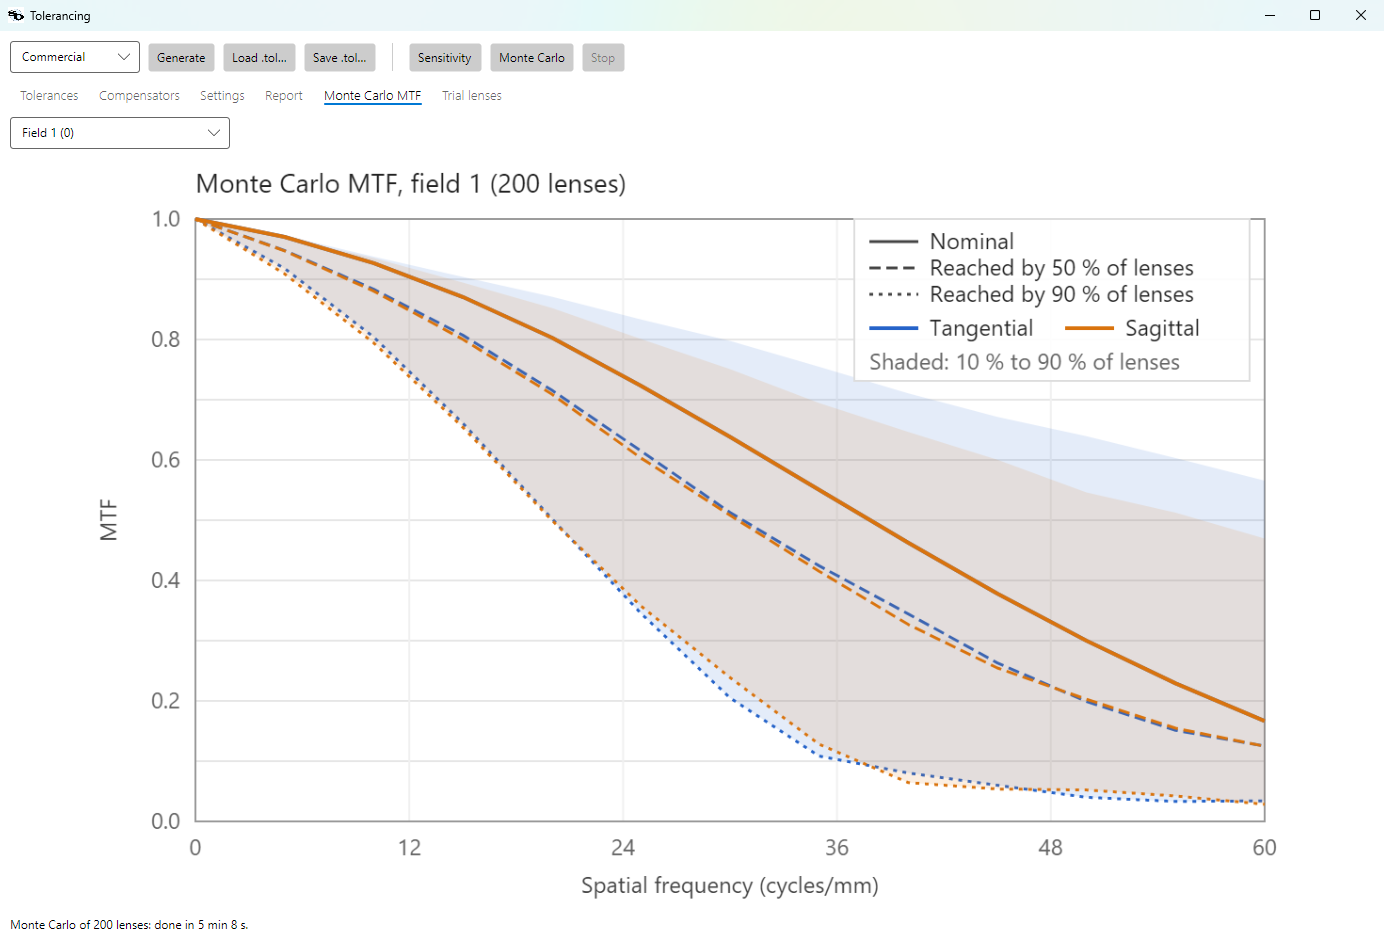 Tolerancing
Commercial Generate Load .tol... Save .tol... Sensitivity Monte Carlo Stop
Tolerances Compensators Settings Report Monte Carlo MTF Trial lenses
Field 1 (0)
Monte Carlo MTF, field 1 (200 lenses)
Nominal
Reached by 50 % of lenses
Reached by 90 % of lenses
Tangential Sagittal
Shaded: 10 % to 90 % of lenses
1.0
0.8
0.6
0.4
0.2
0.0
MTF
0 12 24 36 48 60
Spatial frequency (cycles/mm)
Monte Carlo of 200 lenses: done in 5 min 8 s.